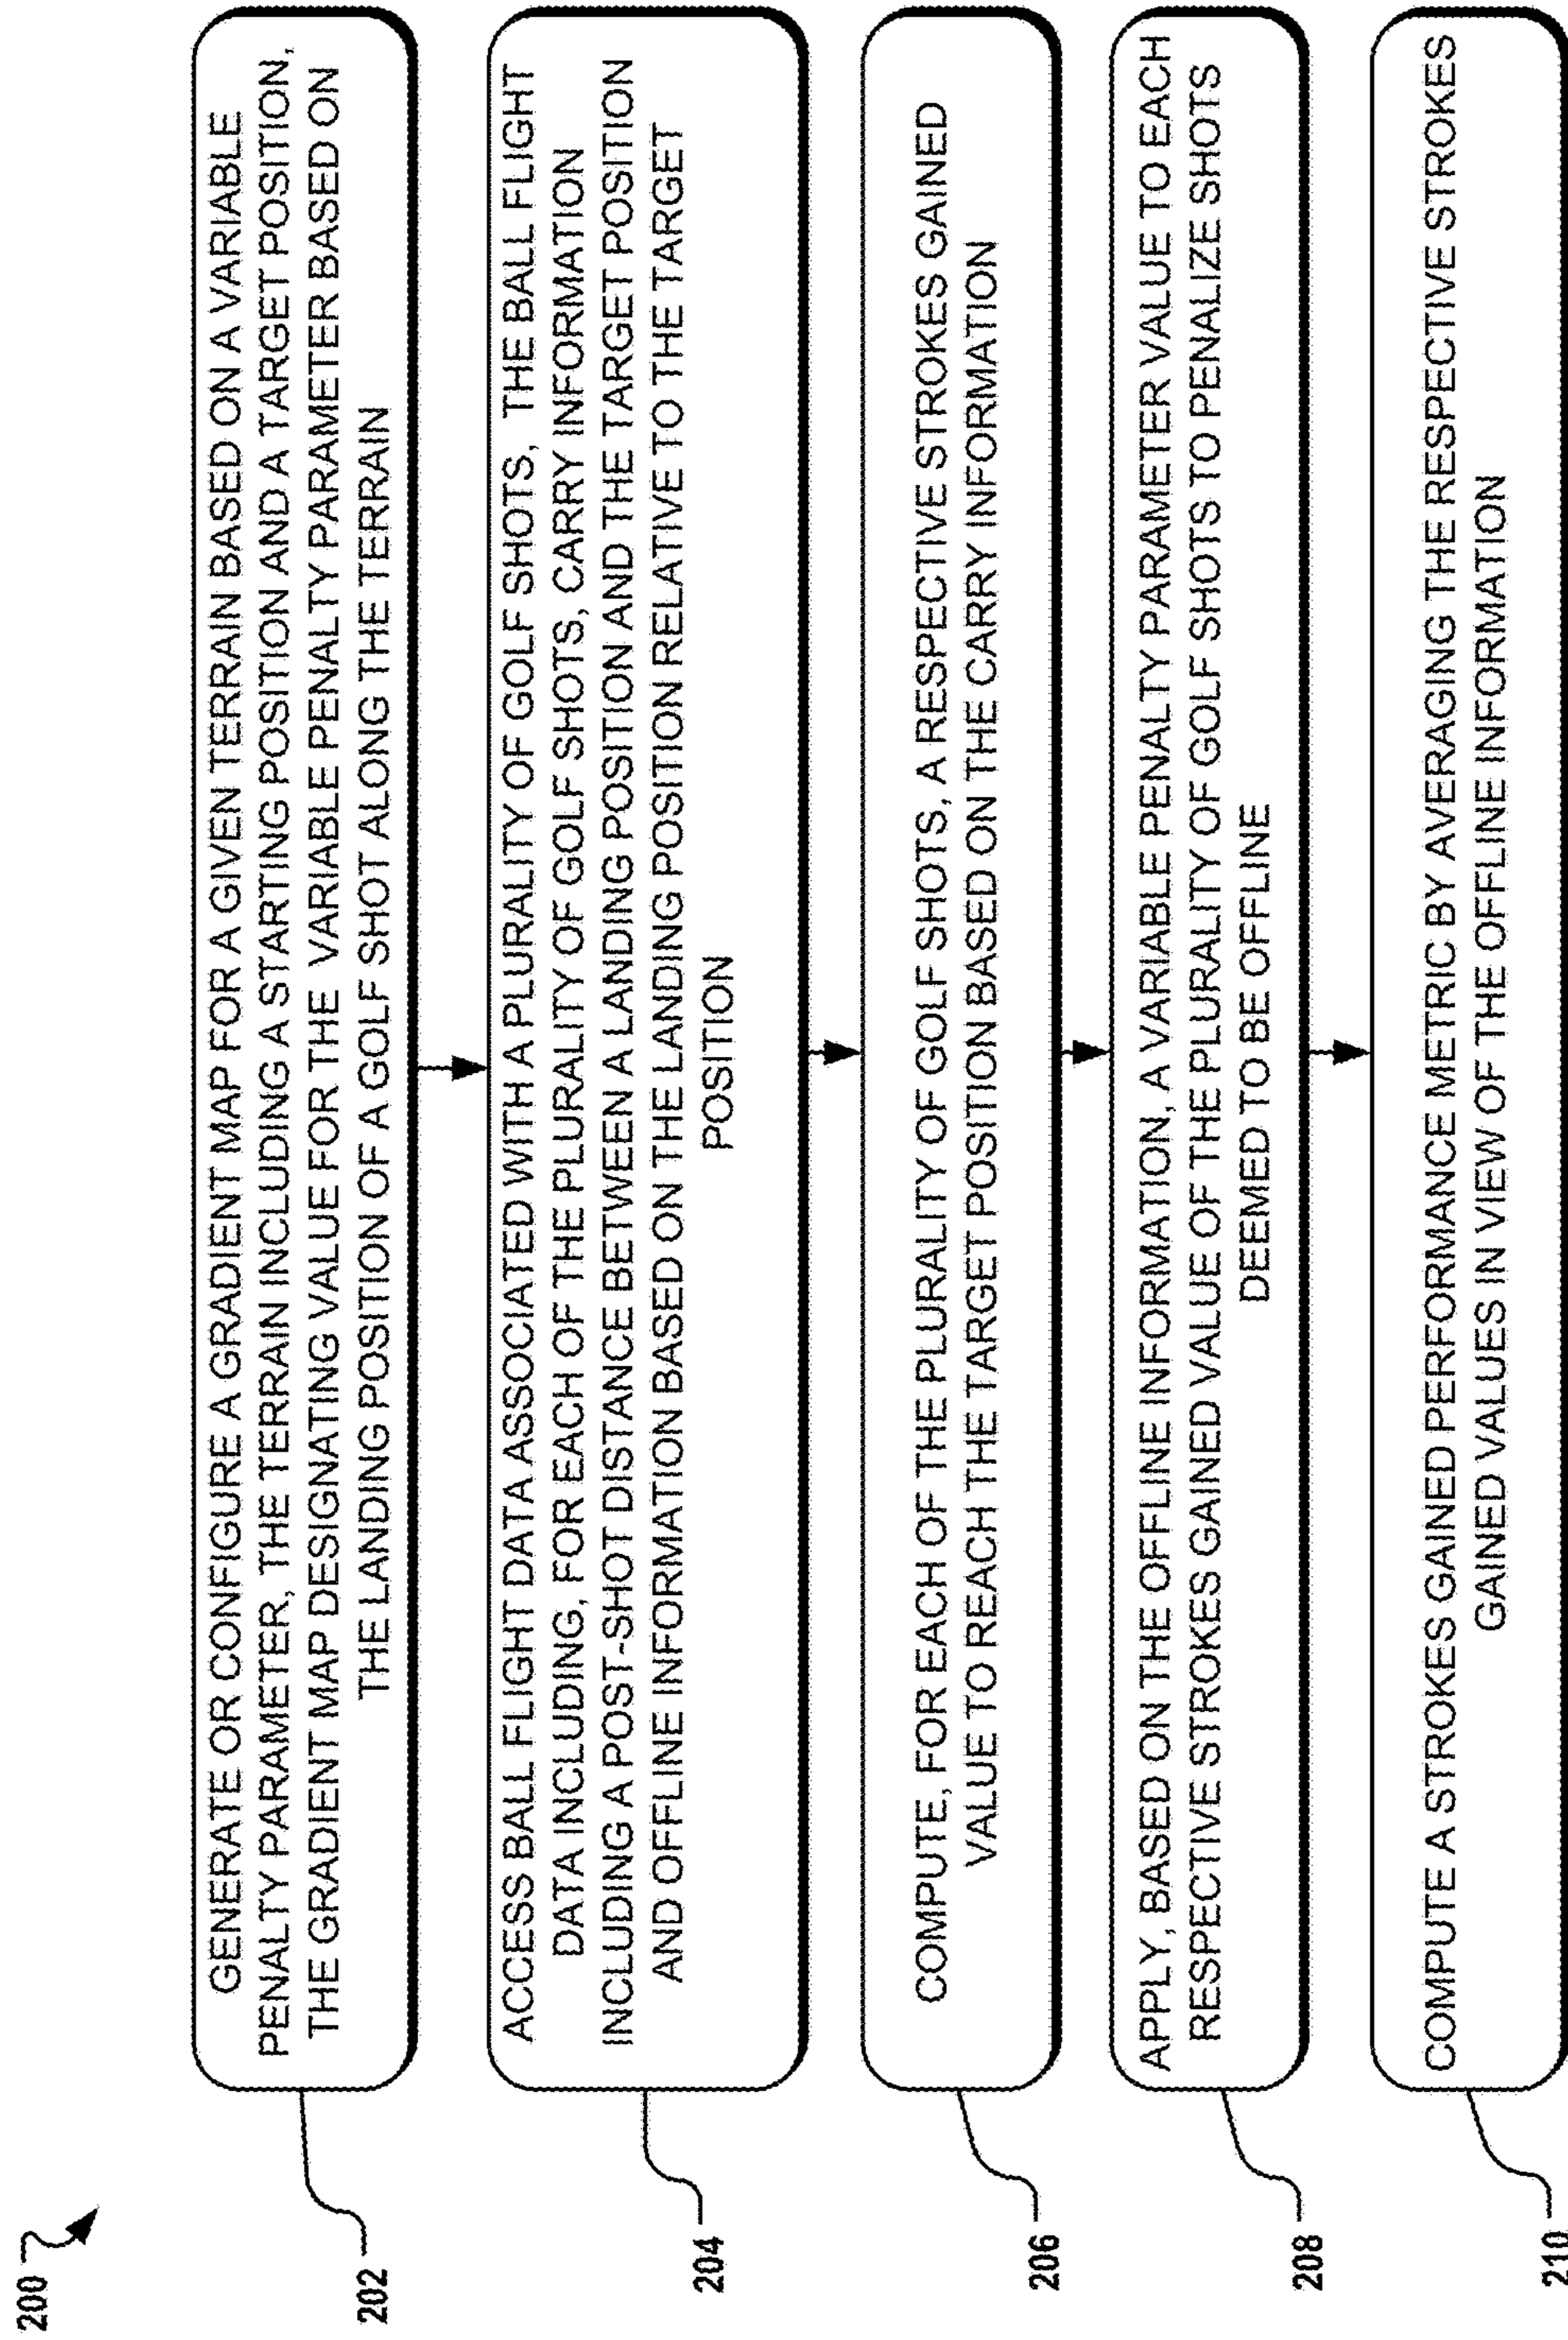 200
GENERATE OR CONFIGURE A GRADIENT MAP FOR A GIVEN TERRAIN BASED ON A VARIABLE
PENALTY PARAMETER, THE TERRAIN INCLUDING A STARTING POSITION AND A TARGET POSITION,
THE GRADIENT MAP DESIGNATING VALUE FOR THE VARIABLE PENALTY PARAMETER BASED ON
THE LANDING POSITION OF A GOLF SHOT ALONG THE TERRAIN
202
ACCESS BALL FLIGHT DATA ASSOCIATED WITH A PLURALITY OF GOLF SHOTS, THE BALL FLIGHT
DATA INCLUDING, FOR EACH OF THE PLURALITY OF GOLF SHOTS, CARRY INFORMATION
INCLUDING A POST-SHOT DISTANCE BETWEEN A LANDING POSITION AND THE TARGET POSITION
AND OFFLINE INFORMATION BASED ON THE LANDING POSITION RELATIVE TO THE TARGET
POSITION
204
COMPUTE, FOR EACH OF THE PLURALITY OF GOLF SHOTS, A RESPECTIVE STROKES GAINED
VALUE TO REACH THE TARGET POSITION BASED ON THE CARRY INFORMATION
206
APPLY, BASED ON THE OFFLINE INFORMATION, A VARIABLE PENALTY PARAMETER VALUE TO EACH
RESPECTIVE STROKES GAINED VALUE OF THE PLURALITY OF GOLF SHOTS TO PENALIZE SHOTS
DEEMED TO BE OFFLINE
208
COMPUTE A STROKES GAINED PERFORMANCE METRIC BY AVERAGING THE RESPECTIVE STROKES
GAINED VALUES IN VIEW OF THE OFFLINE INFORMATION
210